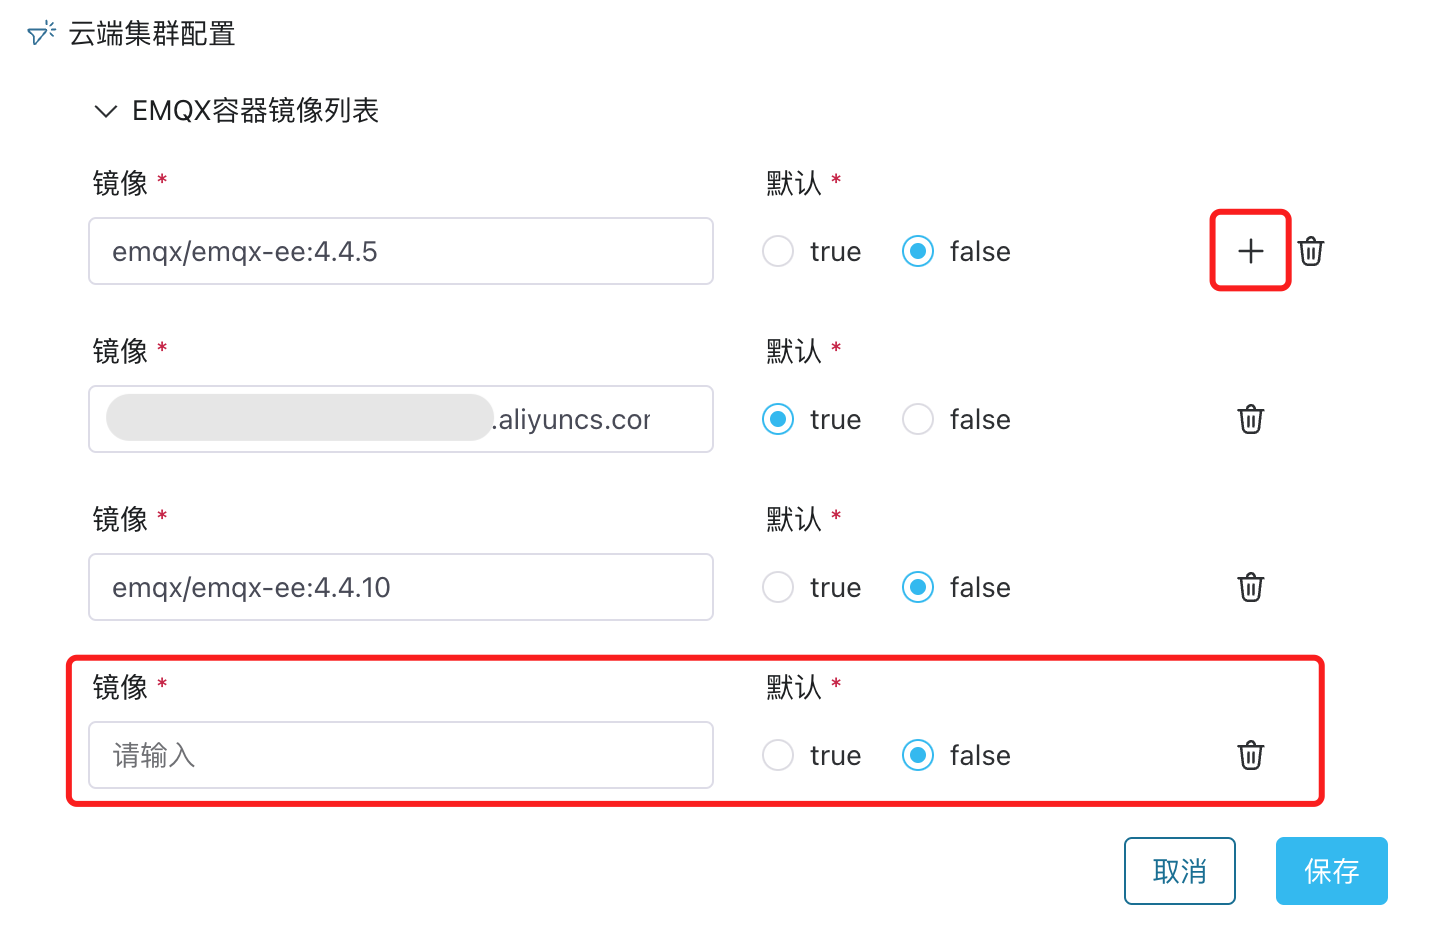 云端集群配置
EMQX容器镜像列表
镜像 * 默认 *
emqx/emqx-ee:4.4.5 true false
镜像 * 默认 *
.aliyuncs.cor true false
镜像 * 默认 *
emqx/emqx-ee:4.4.10 true false
镜像 * 默认 *
请输入 true false
取消 保存